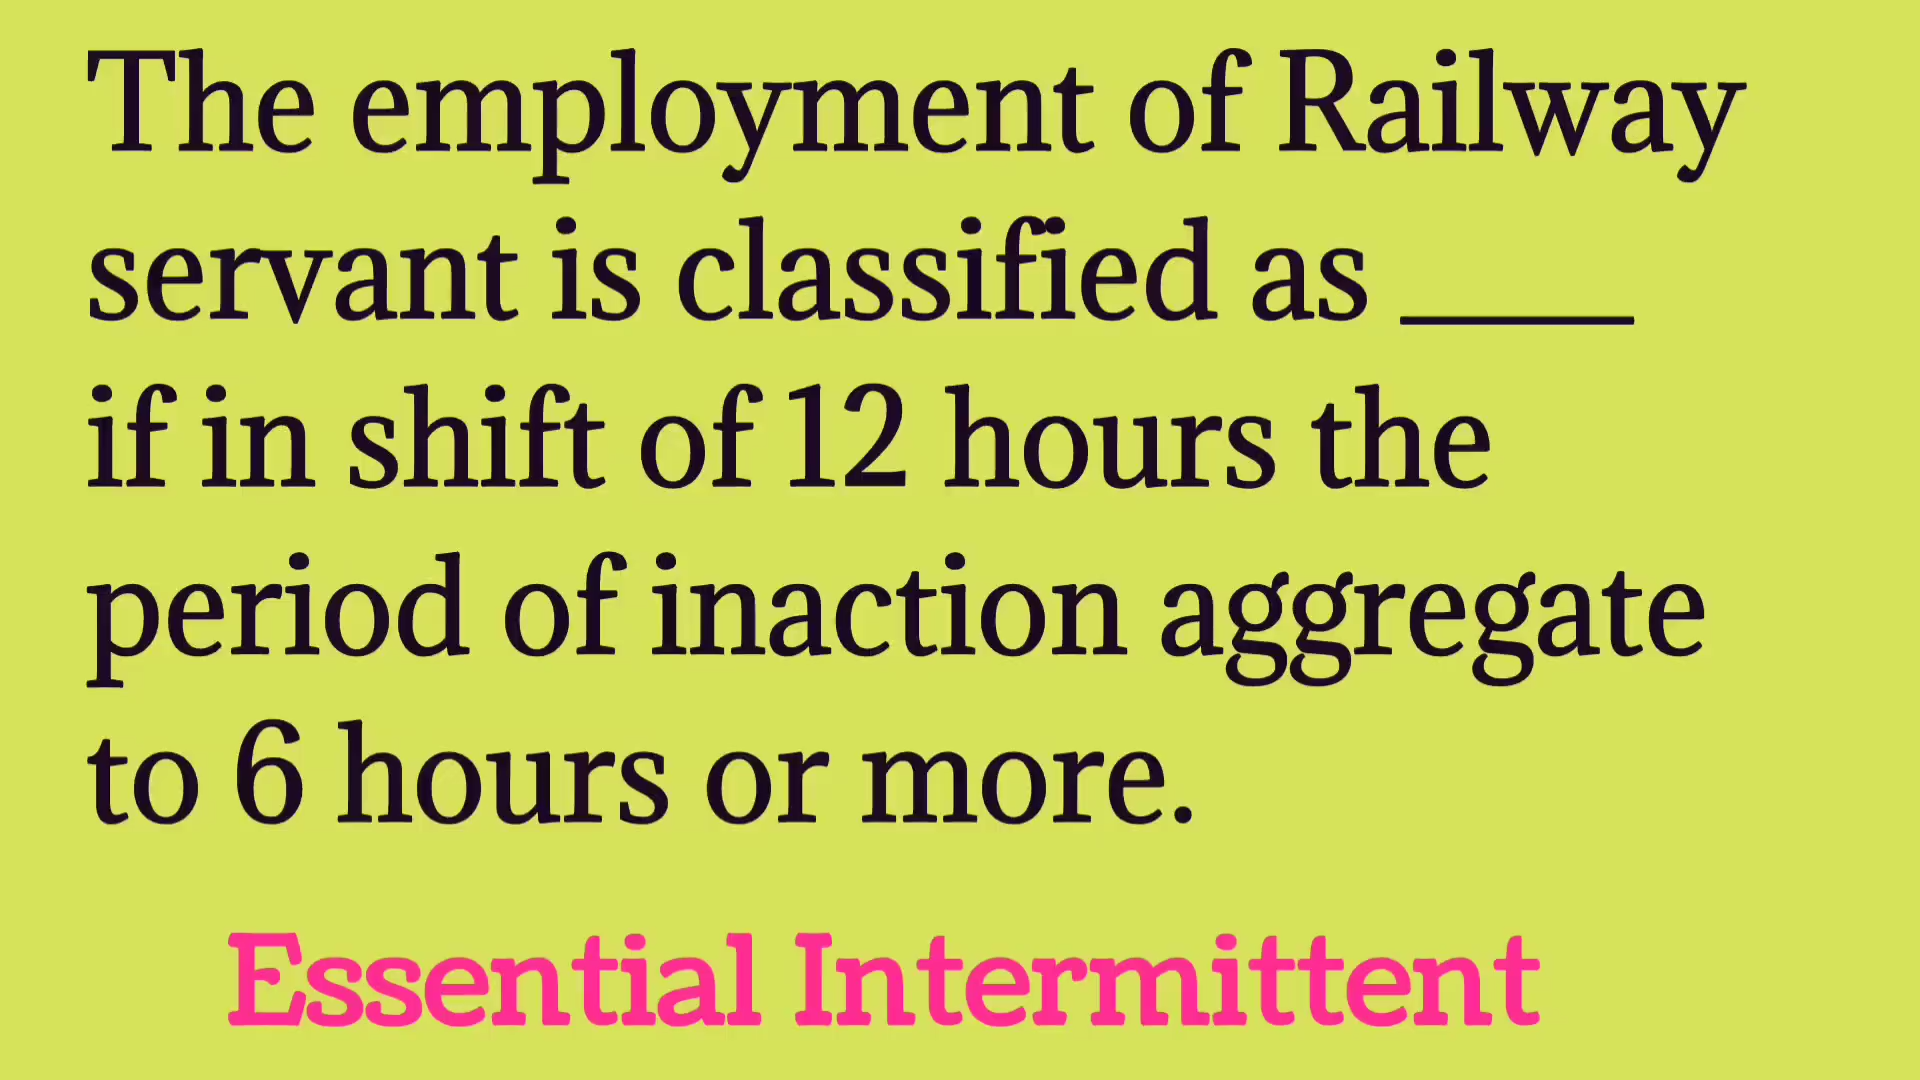 The employment of Railway
servant is classified as ____
if in shift of 12 hours the
period of inaction aggregate
to 6 hours or more.
Essential Intermittent